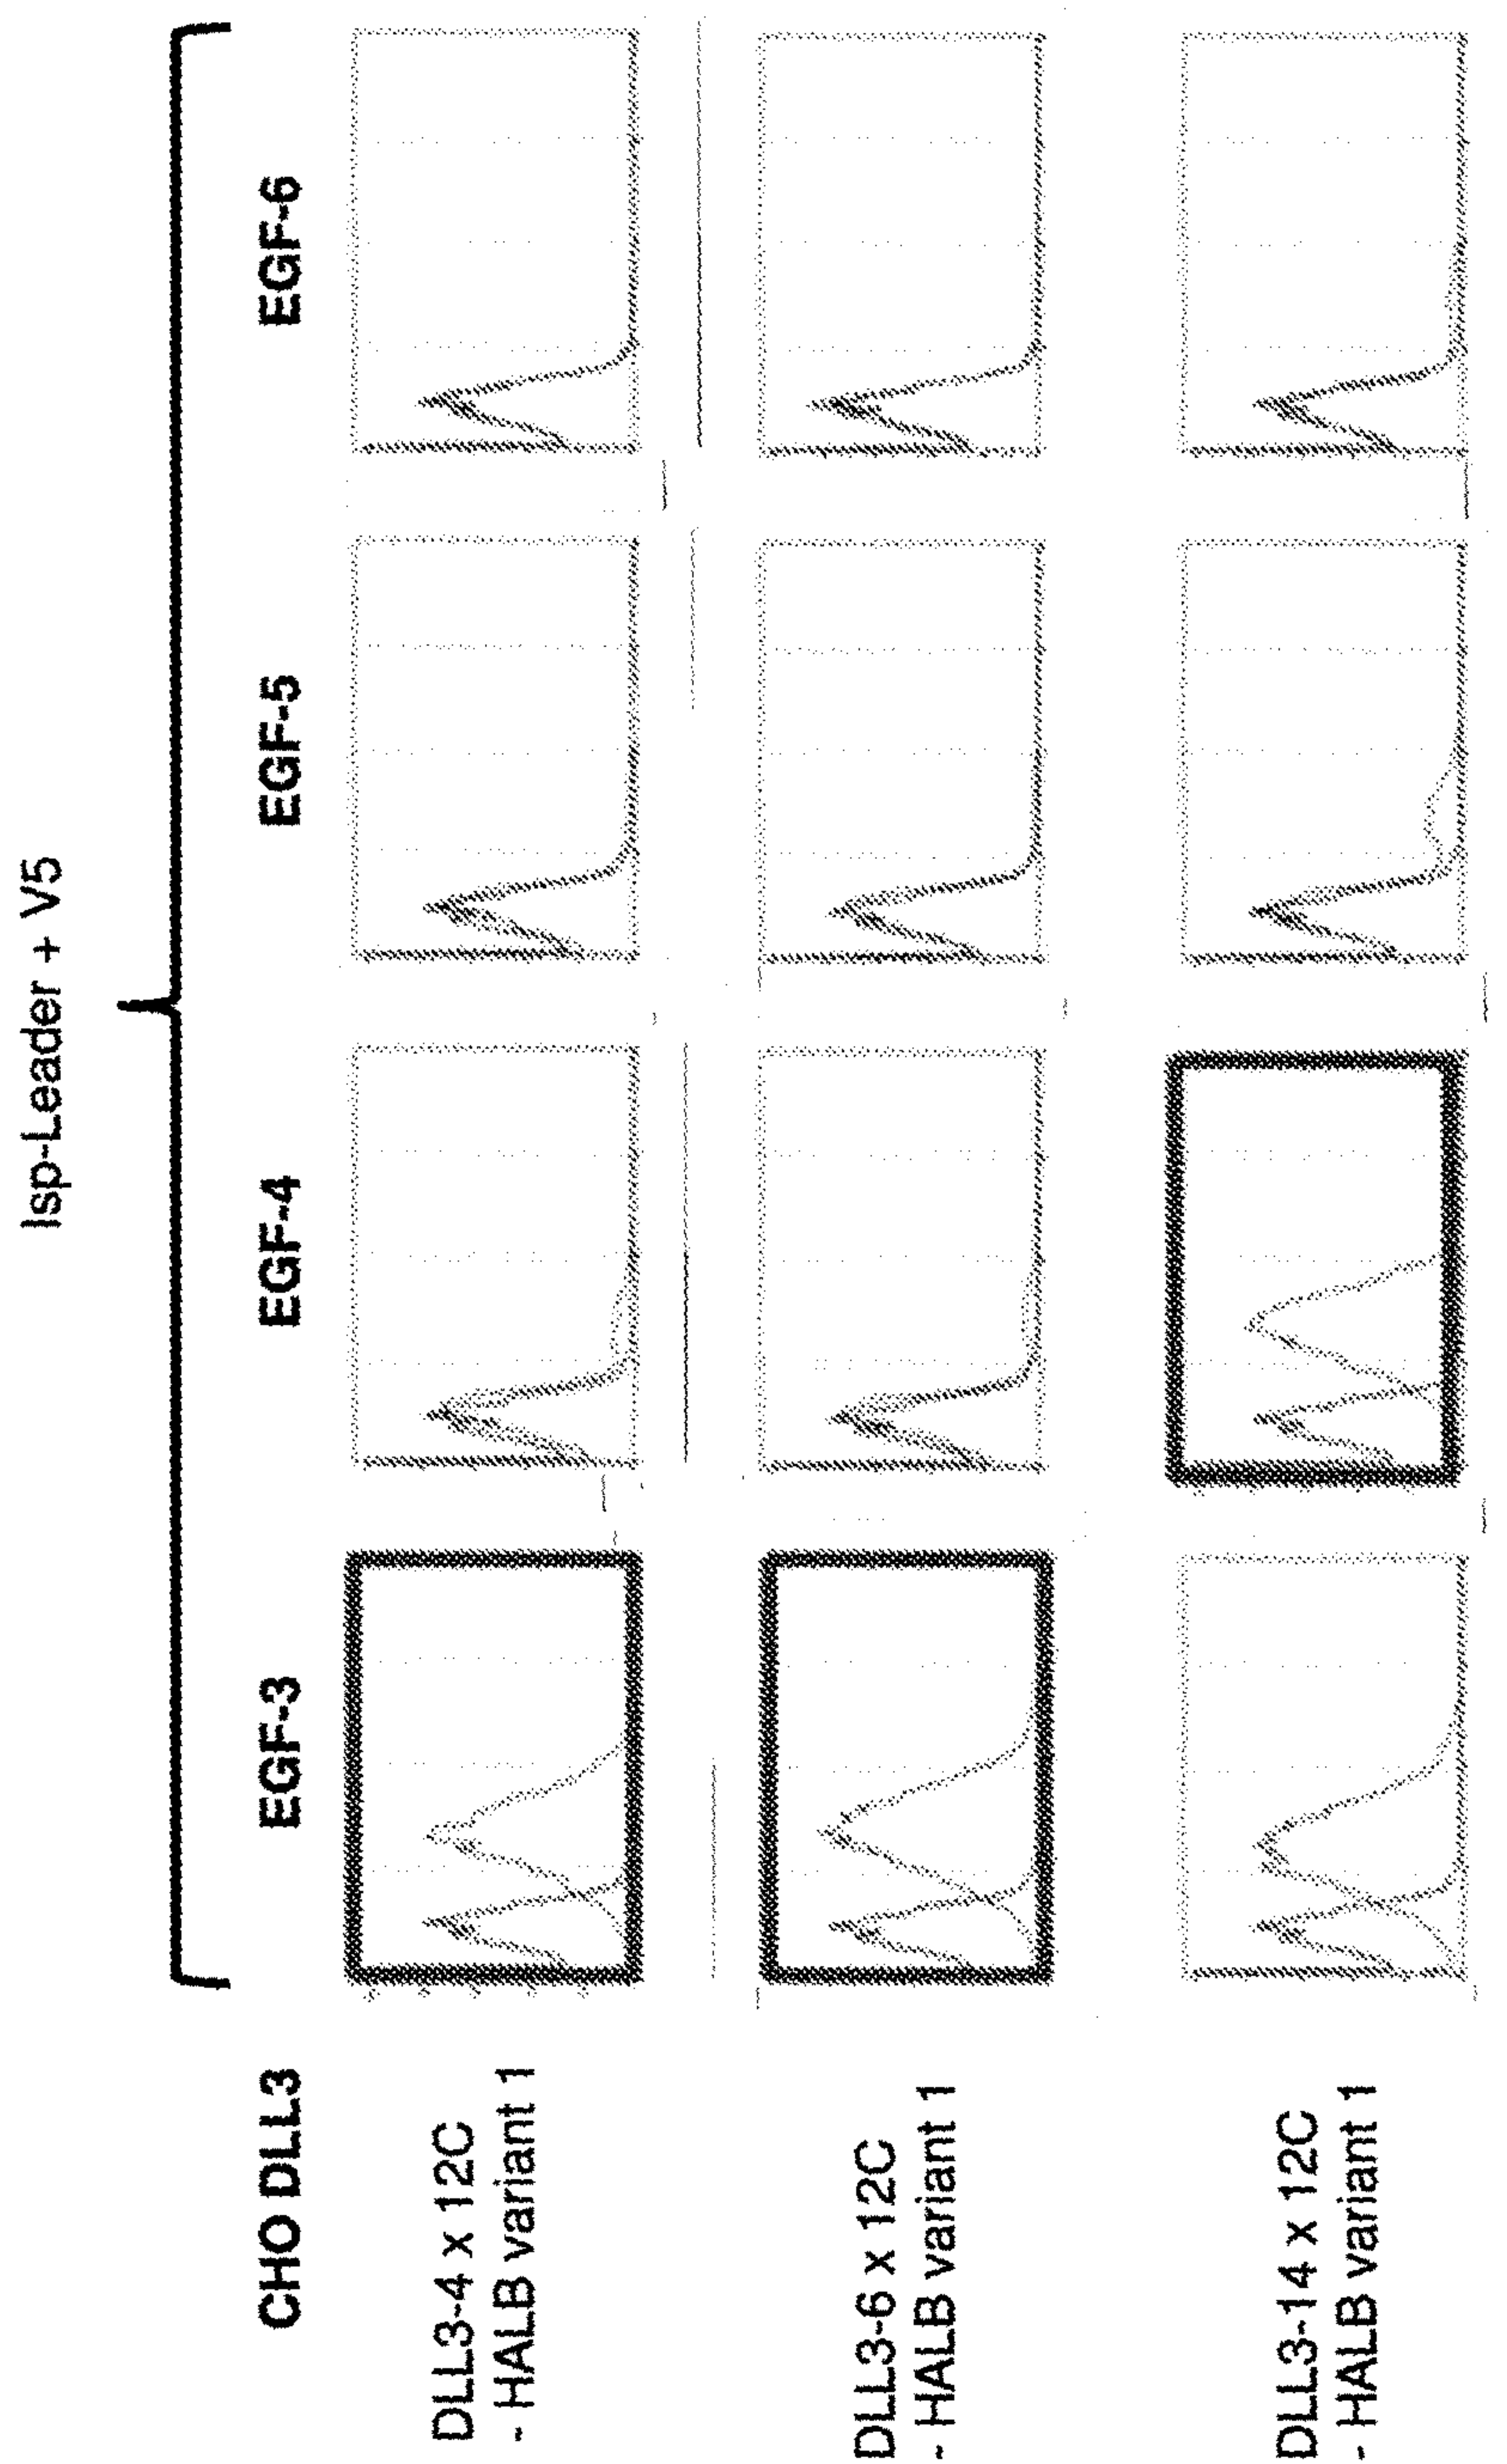 Isp-Leader + V5
CHO DLL3
EGF-3
EGF-4
EGF-5
EGF-6
DLL3-4 x 12C
- HALB variant 1
DLL3-6 x 12C
- HALB variant 1
DLL3-14 x 12C
- HALB variant 1